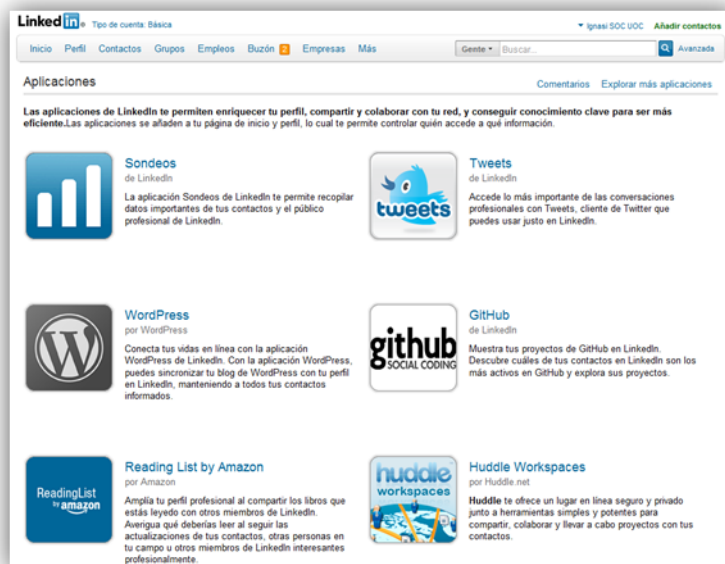 Linked in® Tipo de cuenta: Básica
Ignasi SOC UOC Añadir contactos
Inicio Perfil Contactos Grupos Empleos Buzón 2 Empresas Más
Gente Buscar... Avanzada
Aplicaciones
Comentarios Explorar más aplicaciones
Las aplicaciones de LinkedIn te permiten enriquecer tu perfil, compartir y colaborar con tu red, y conseguir conocimiento clave para ser más
eficiente.Las aplicaciones se añaden a tu página de inicio y perfil, lo cual te permite controlar quién accede a qué información.
Sondeos
de LinkedIn
La aplicación Sondeos de LinkedIn te permite recopilar
datos importantes de tus contactos y el público
profesional de LinkedIn.
tweets
Tweets
de LinkedIn
Accede lo más importante de las conversaciones
profesionales con Tweets, cliente de Twitter que
puedes usar justo en LinkedIn.
W
WordPress
por WordPress
Conecta tus vidas en línea con la aplicación
WordPress de LinkedIn. Con la aplicación WordPress,
puedes sincronizar tu blog de WordPress con tu perfil
en LinkedIn, manteniendo a todos tus contactos
informados.
github
SOCIAL CODING
GitHub
de LinkedIn
Muestra tus proyectos de GitHub en LinkedIn.
Descubre cuáles de tus contactos en LinkedIn son los
más activos en GitHub y explora sus proyectos.
ReadingList
by amazon
Reading List by Amazon
por Amazon
Amplía tu perfil profesional al compartir los libros que
estás leyedo con otros miembros de LinkedIn.
Averigua qué deberías leer al seguir las
actualizaciones de tus contactos, otras personas en
tu campo u otros miembros de LinkedIn interesantes
profesionalmente.
huddle
workspaces
Huddle Workspaces
por Huddle.net
Huddle te ofrece un lugar en línea seguro y privado
junto a herramientas simples y potentes para
compartir, colaborar y llevar a cabo proyectos con tus
contactos.